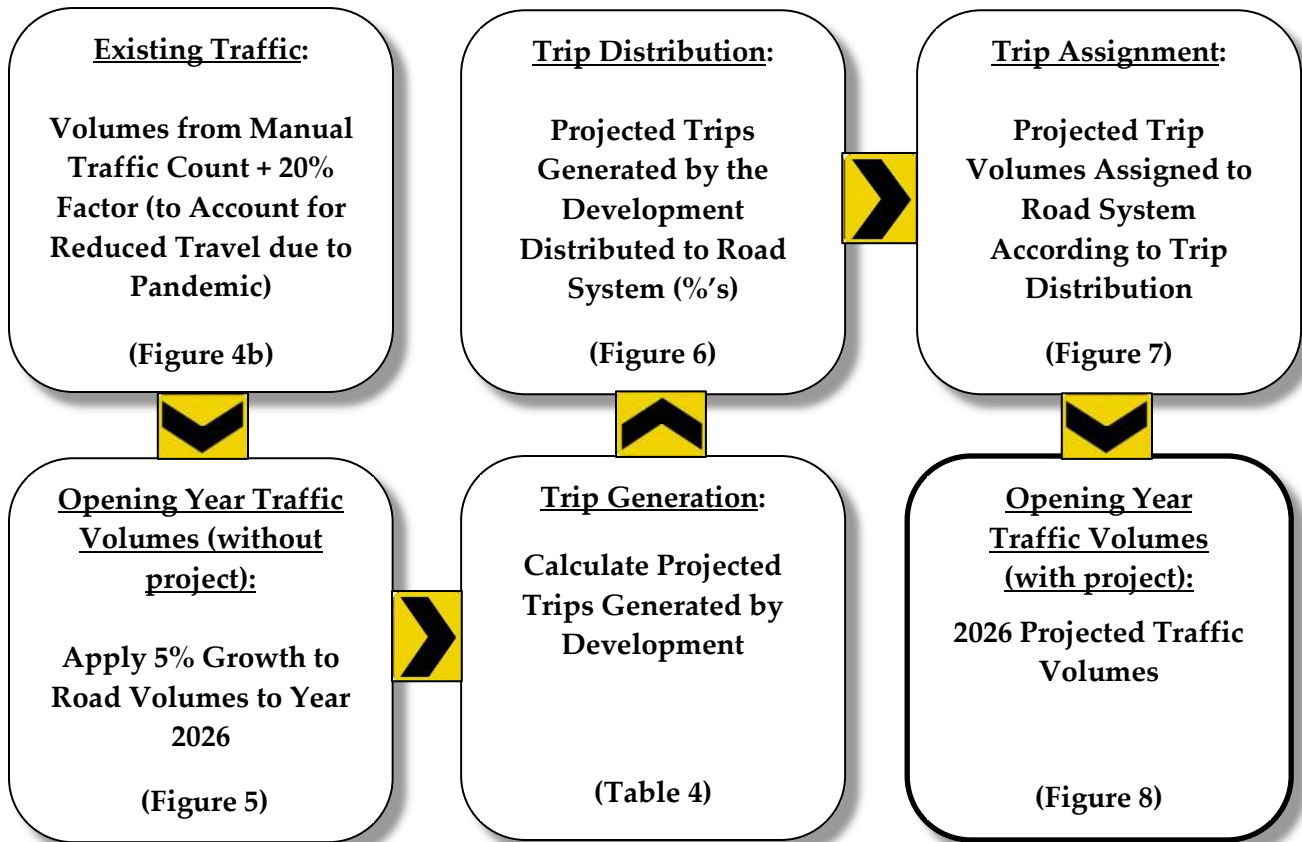 Existing Traffic:
Volumes from Manual
Traffic Count + 20%
Factor (to Account for
Reduced Travel due to
Pandemic)
(Figure 4b)
Opening Year Traffic
Volumes (without
project):
Apply 5% Growth to
Road Volumes to Year
2026
(Figure 5)
Trip Generation:
Calculate Projected
Trips Generated by
Development
(Table 4)
Trip Distribution:
Projected Trips
Generated by the
Development
Distributed to Road
System (%’s)
(Figure 6)
Trip Assignment:
Projected Trip
Volumes Assigned to
Road System
According to Trip
Distribution
(Figure 7)
Opening Year
Traffic Volumes
(with project):
2026 Projected Traffic
Volumes
(Figure 8)